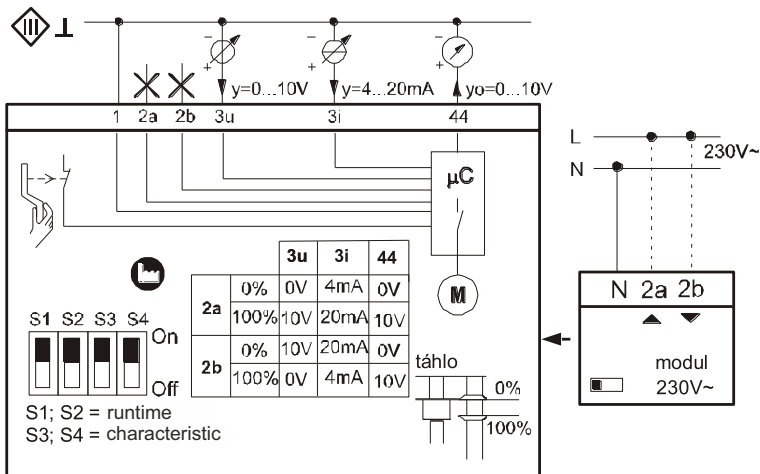 III ⊥
− − −
+ + +
y=0...10V y=4...20mA yo=0...10V
1 2a 2b 3u 3i 44
µC
M
3u 3i 44
2a 0% 0V 4mA 0V
100% 10V 20mA 10V
2b 0% 10V 20mA 0V
100% 0V 4mA 10V
S1 S2 S3 S4
On
Off
S1; S2 = runtime
S3; S4 = characteristic
táhlo
0%
100%
L
N
230V~
N 2a 2b
modul
230V~